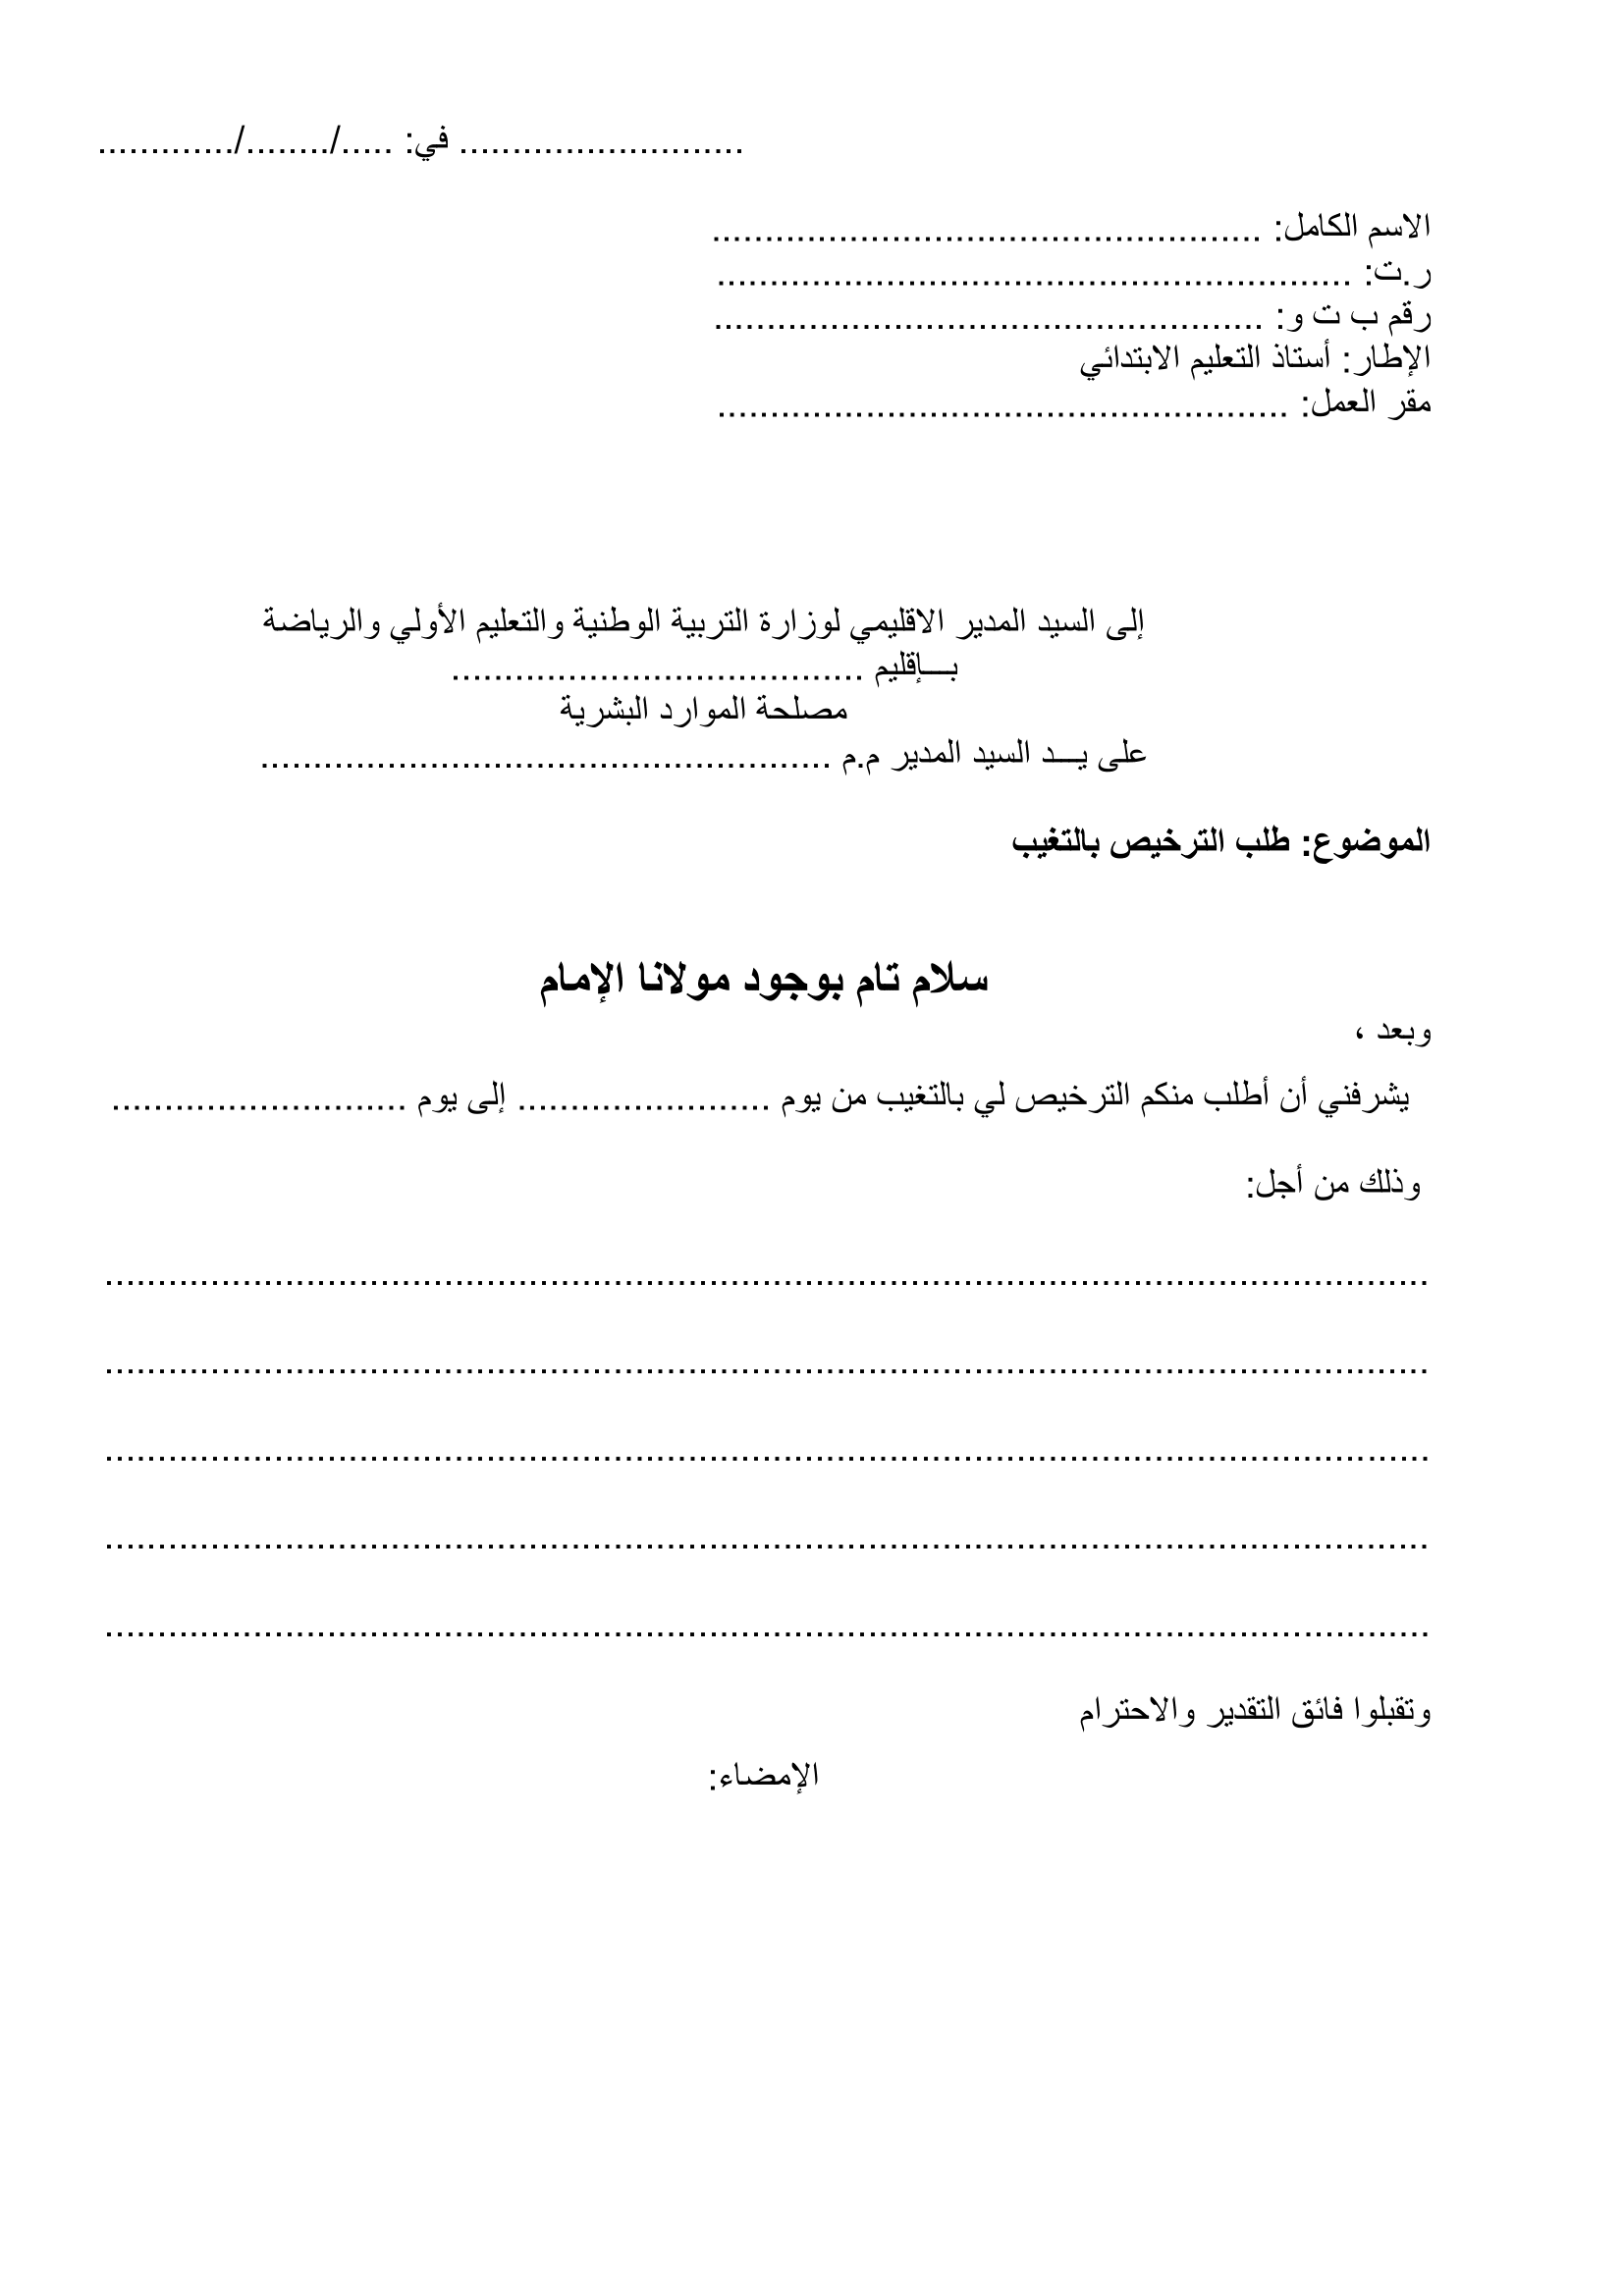 ........................... في: ...../......../.............
الاسم الكامل: ....................................................
ر.ت: ............................................................
رقم ب ت و: ....................................................
الإطار: أستاذ التعليم الابتدائي
مقر العمل: ......................................................
إلى السيد المدير الاقليمي لوزارة التربية الوطنية والتعليم الأولي والرياضة
بـــإقليم .......................................
مصلحة الموارد البشرية
على يـــد السيد المدير م.م ......................................................
الموضوع: طلب الترخيص بالتغيب
سلام تام بوجود مولانا الإمام
وبعد ،
يشرفني أن أطلب منكم الترخيص لي بالتغيب من يوم ........................ إلى يوم ............................
وذلك من أجل:
.............................................................................................................................
.............................................................................................................................
.............................................................................................................................
.............................................................................................................................
.............................................................................................................................
وتقبلوا فائق التقدير والاحترام
الإمضاء: